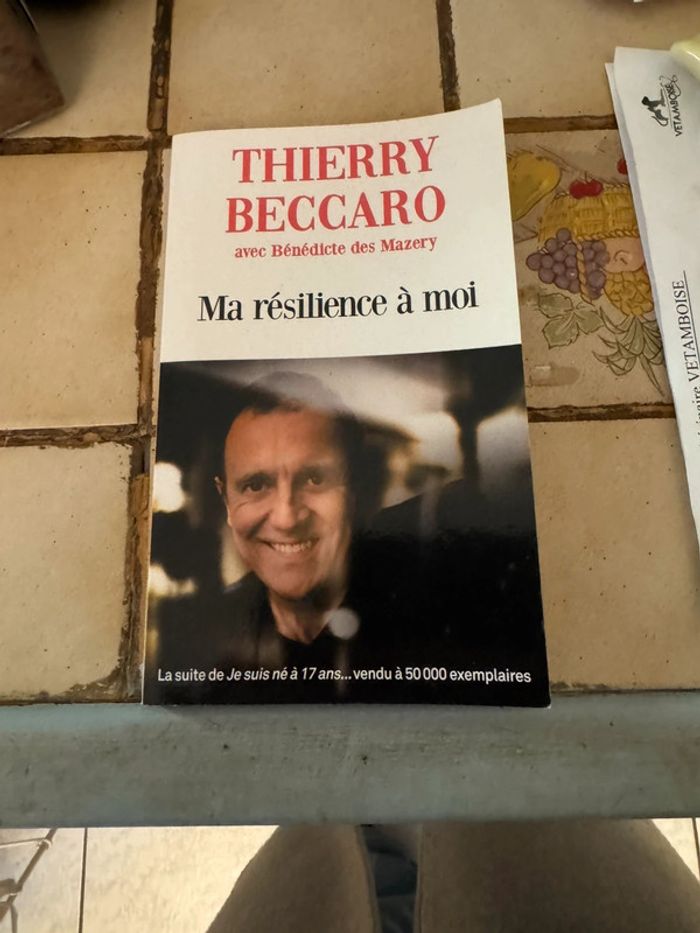 THIERRY
BECCARO
avec Bénédicte des Mazery
Ma résilience à moi
La suite de Je suis né à 17 ans... vendu à 50 000 exemplaires
VETAMBOISE
VETAMBOISE